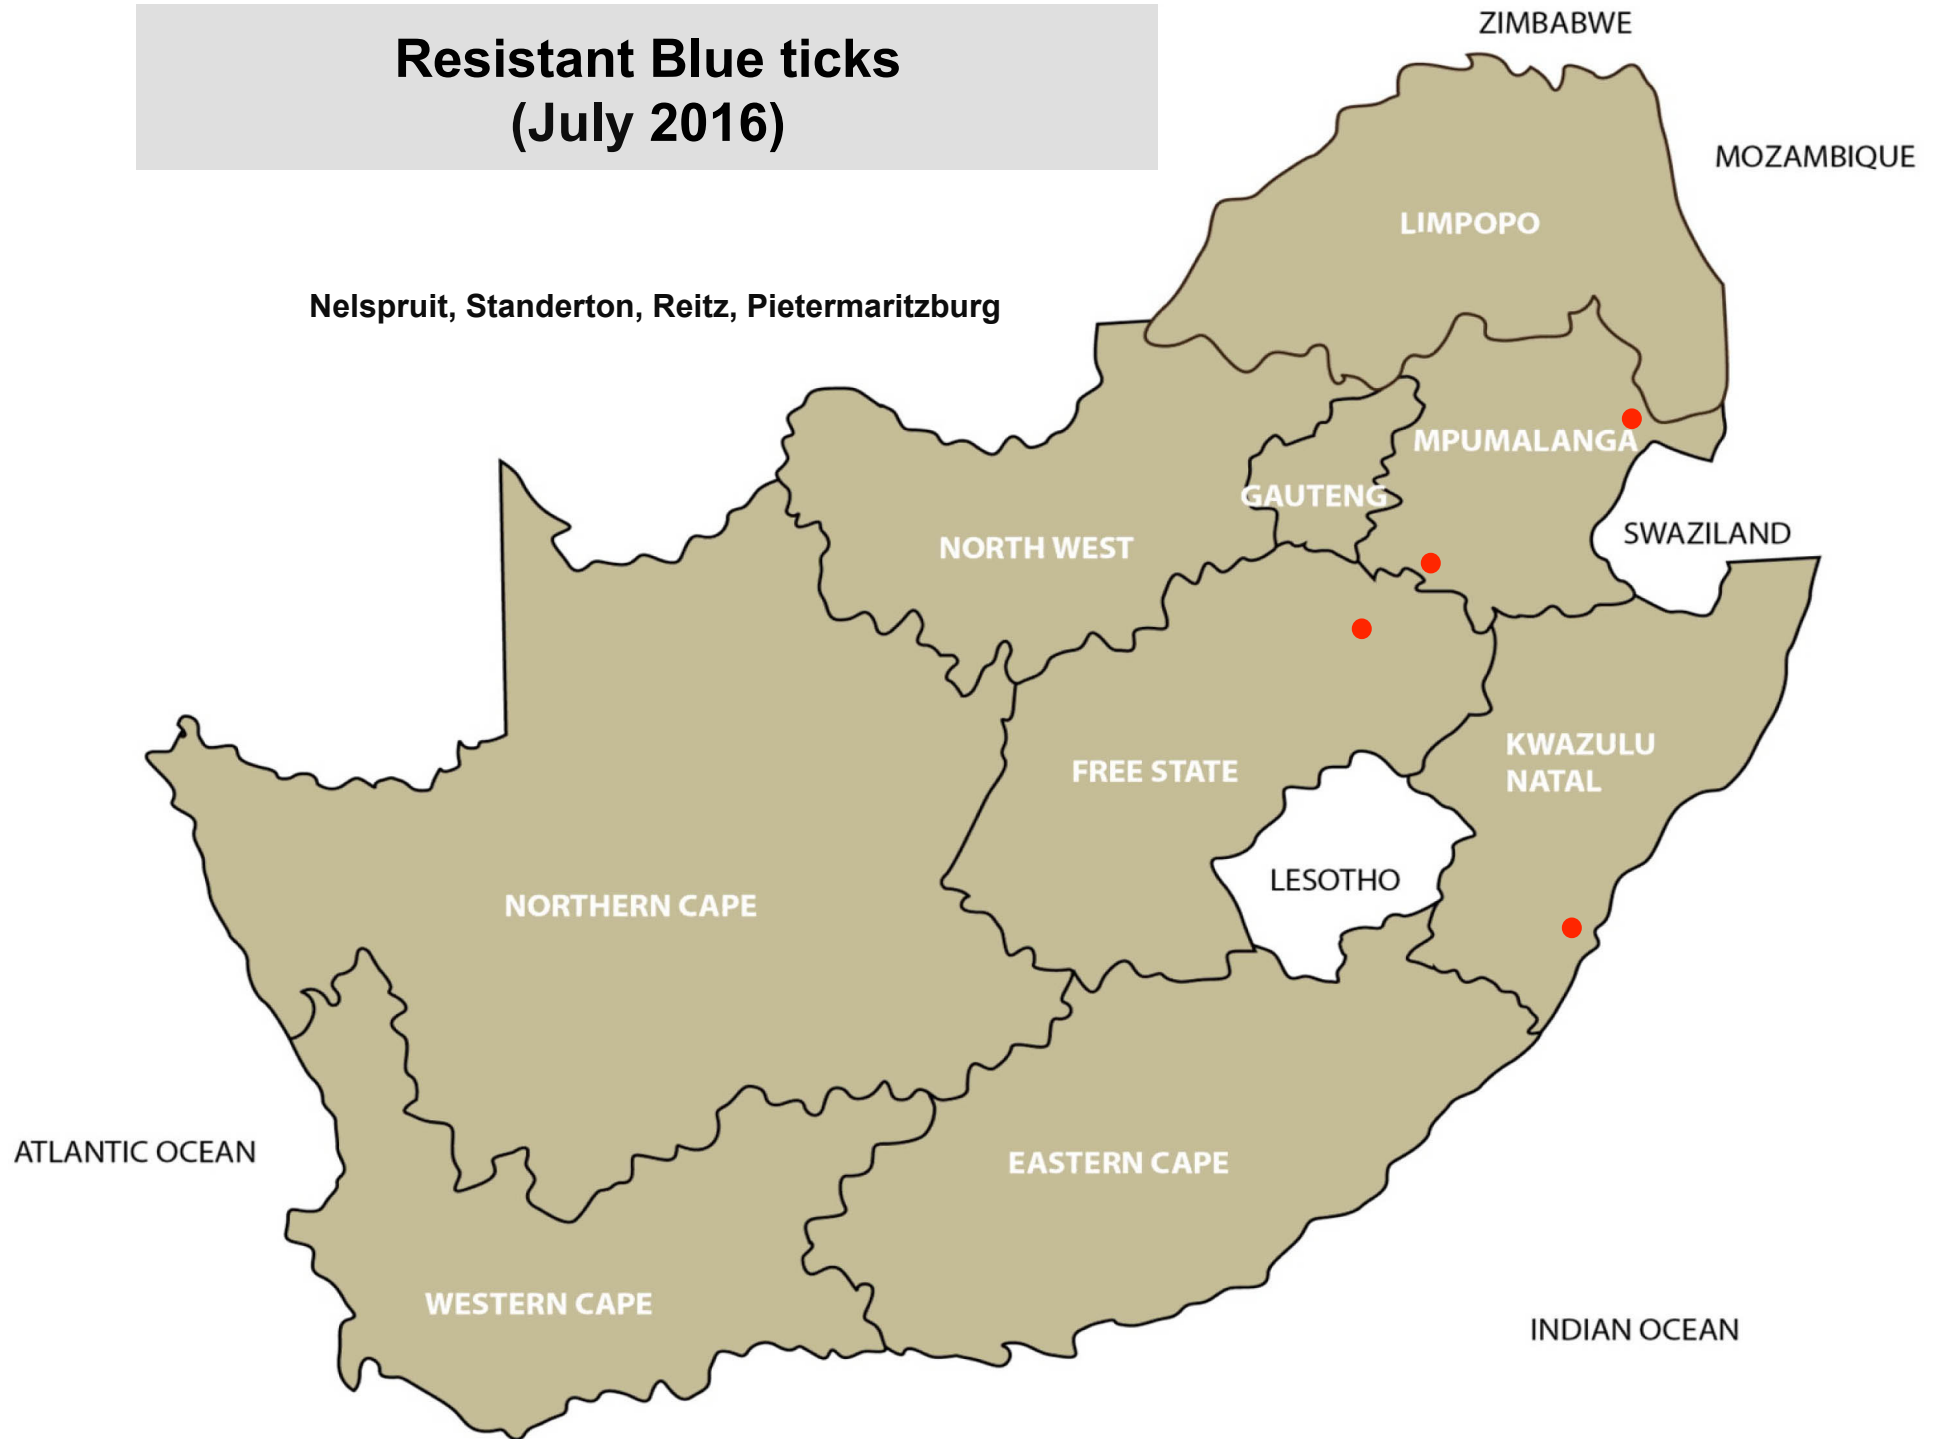 Resistant Blue ticks
(July 2016)
ZIMBABWE
MOZAMBIQUE
LIMPOPO
Nelspruit, Standerton, Reitz, Pietermaritzburg
MPUMALANGA
GAUTENG
SWAZILAND
NORTH WEST
KWAZULU
NATAL
FREE STATE
LESOTHO
NORTHERN CAPE
ATLANTIC OCEAN
EASTERN CAPE
WESTERN CAPE
INDIAN OCEAN